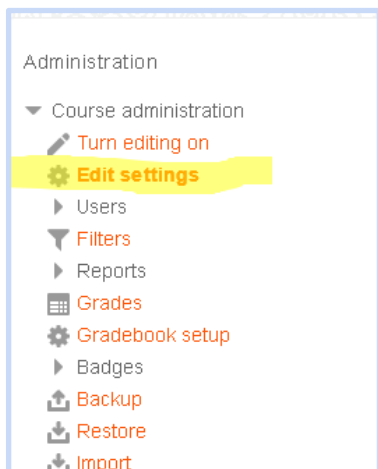 Administration
Course administration
Turn editing on
Edit settings
Users
Filters
Reports
Grades
Gradebook setup
Badges
Backup
Restore
Import